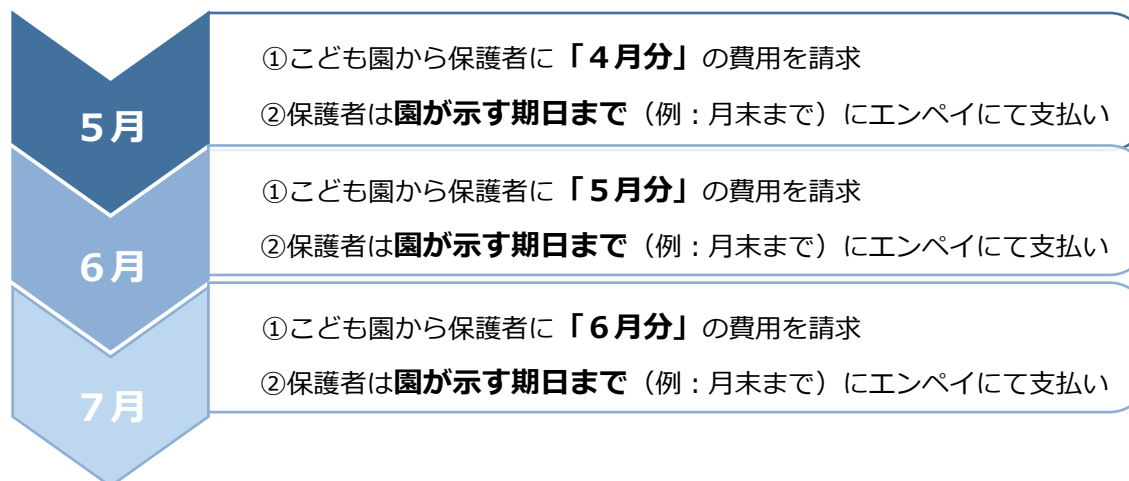 5月
①こども園から保護者に「４月分」の費用を請求
②保護者は園が示す期日まで（例：月末まで）にエンペイにて支払い
6月
①こども園から保護者に「５月分」の費用を請求
②保護者は園が示す期日まで（例：月末まで）にエンペイにて支払い
7月
①こども園から保護者に「６月分」の費用を請求
②保護者は園が示す期日まで（例：月末まで）にエンペイにて支払い